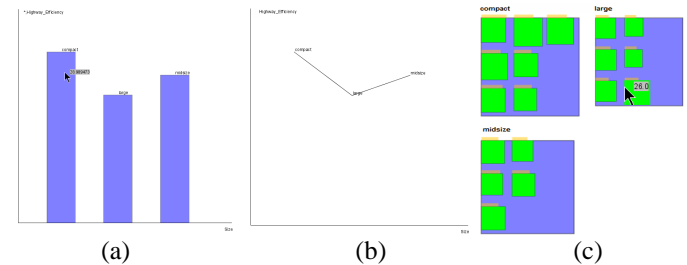 *.Highway_Efficiency
compact
large
midsize
Size
(a)
Highway_Efficiency
compact
large
midsize
Size
(b)
compact
large
26.0
midsize
(c)